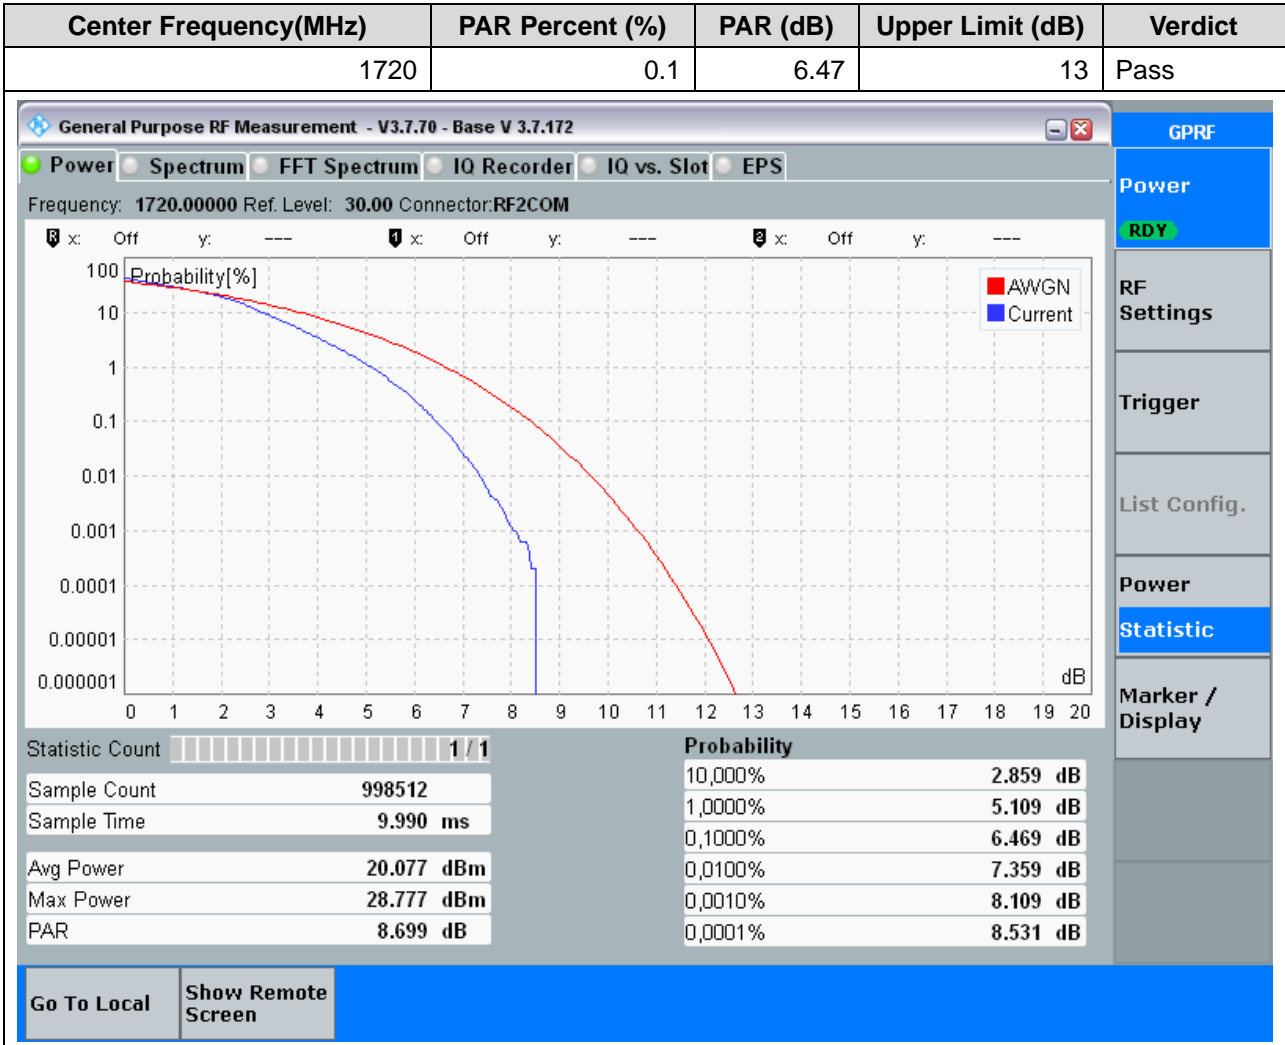 Center Frequency(MHz) PAR Percent (%) PAR (dB) Upper Limit (dB) Verdict
1720 0.1 6.47 13 Pass
General Purpose RF Measurement - V3.7.70 - Base V 3.7.172
GPRF
Power Spectrum FFT Spectrum IQ Recorder IQ vs. Slot EPS
Power
RDY
Frequency: 1720.00000 Ref. Level: 30.00 Connector:RF2COM
R x: Off y: --- 1 x: Off y: --- 2 x: Off y: ---
Probability[%]
AWGN
Current
100
10
1
0.1
0.01
0.001
0.0001
0.00001
0.000001
dB
0 1 2 3 4 5 6 7 8 9 10 11 12 13 14 15 16 17 18 19 20
RF
Settings
Trigger
List Config.
Power
Statistic
Marker /
Display
Statistic Count 1 / 1
Sample Count 998512
Sample Time 9.990 ms
Avg Power 20.077 dBm
Max Power 28.777 dBm
PAR 8.699 dB
Probability
10,000% 2.859 dB
1,0000% 5.109 dB
0,1000% 6.469 dB
0,0100% 7.359 dB
0,0010% 8.109 dB
0,0001% 8.531 dB
Go To Local
Show Remote
Screen